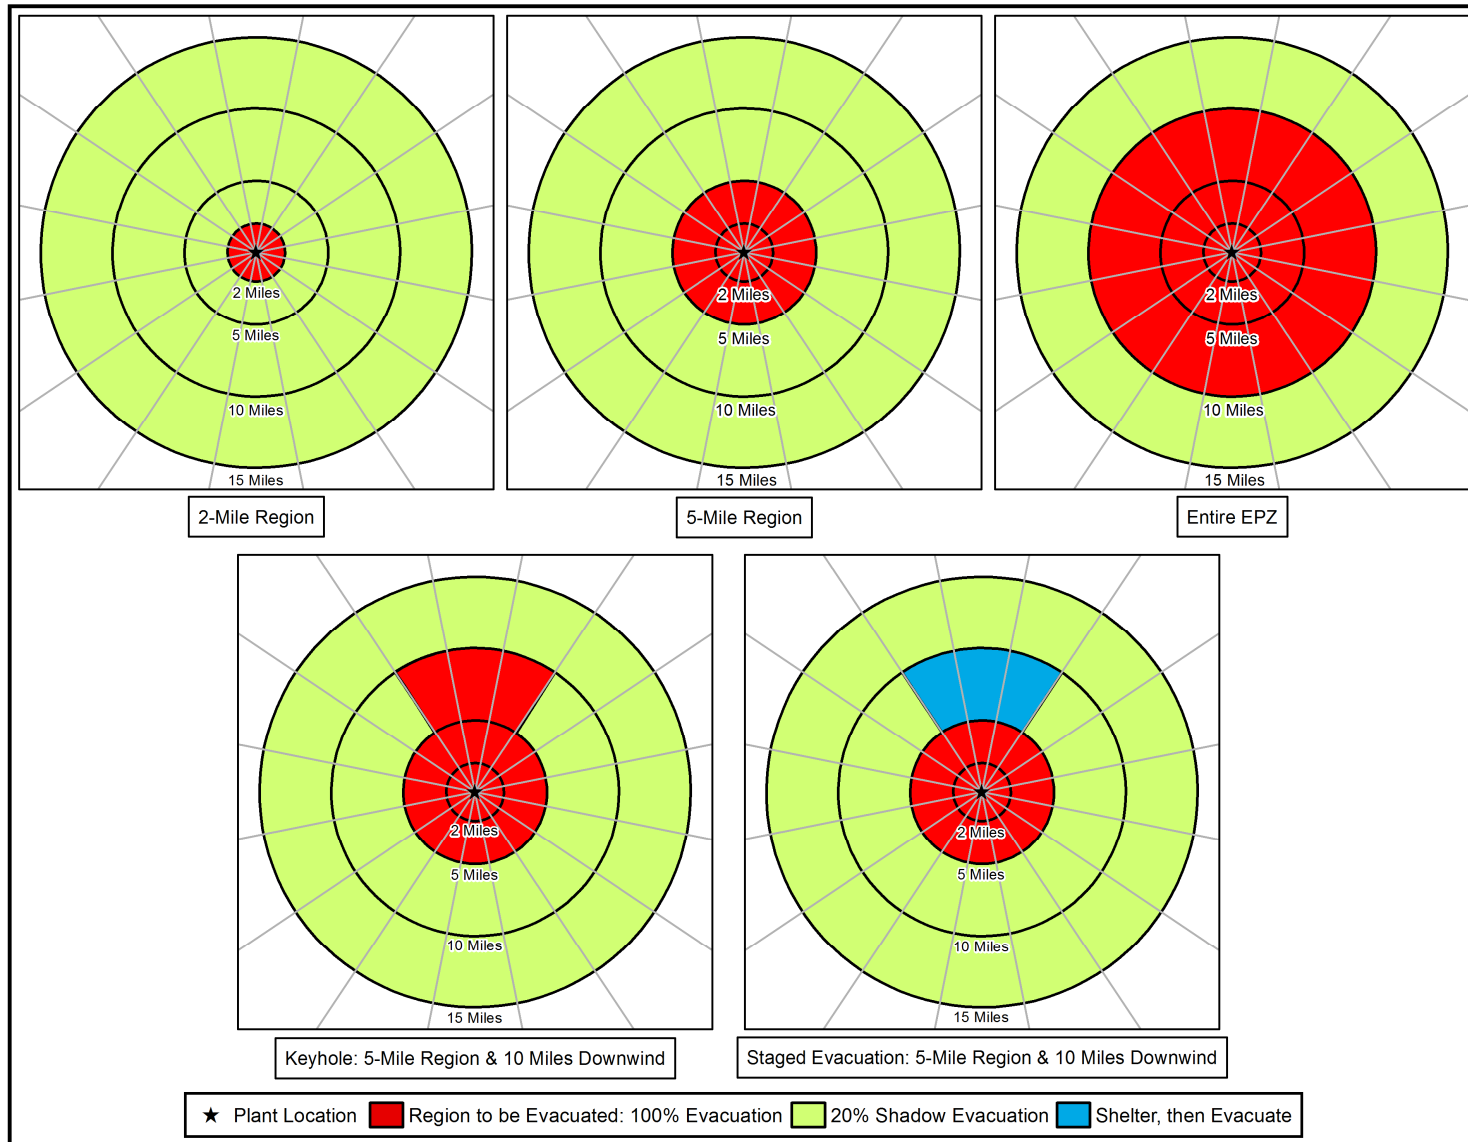 2 Miles
5 Miles
10 Miles
15 Miles
2-Mile Region
2 Miles
5 Miles
10 Miles
15 Miles
5-Mile Region
2 Miles
5 Miles
10 Miles
15 Miles
Entire EPZ
2 Miles
5 Miles
10 Miles
15 Miles
Keyhole: 5-Mile Region & 10 Miles Downwind
2 Miles
5 Miles
10 Miles
15 Miles
Staged Evacuation: 5-Mile Region & 10 Miles Downwind
Plant Location
Region to be Evacuated: 100% Evacuation
20% Shadow Evacuation
Shelter, then Evacuate